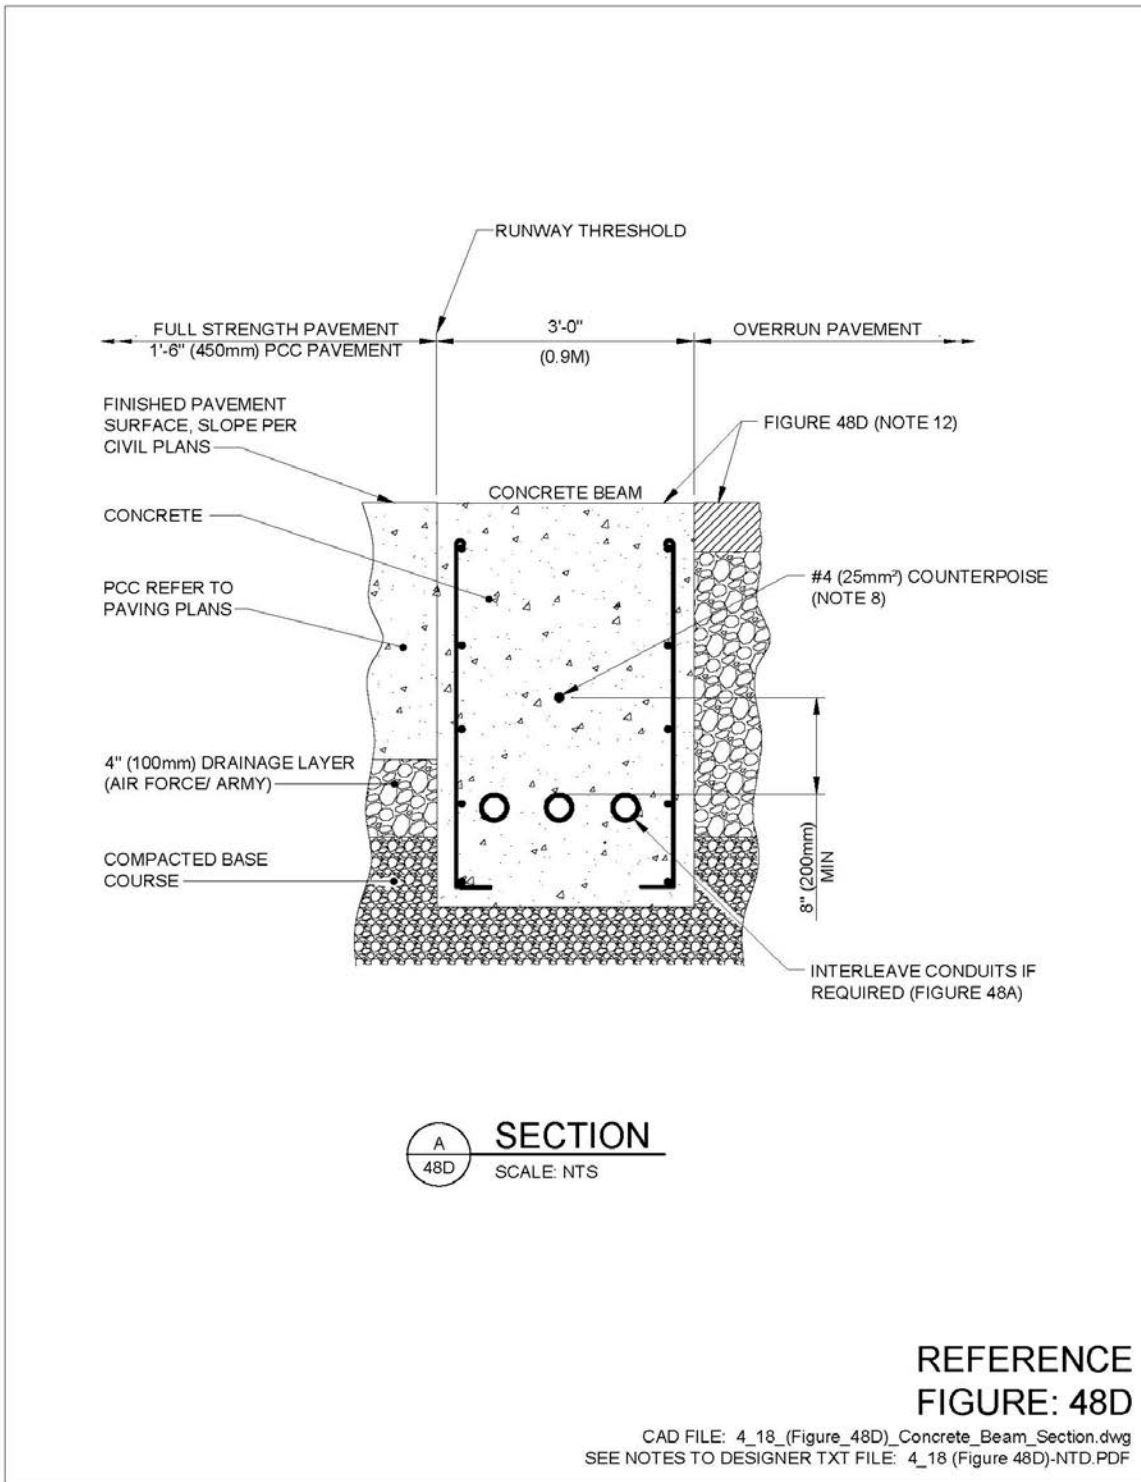 RUNWAY THRESHOLD
FULL STRENGTH PAVEMENT
1'-6" (450mm) PCC PAVEMENT
3'-0"
(0.9M)
OVERRUN PAVEMENT
FINISHED PAVEMENT
SURFACE, SLOPE PER
CIVIL PLANS
FIGURE 48D (NOTE 12)
CONCRETE BEAM
CONCRETE
#4 (25mm²) COUNTERPOISE
(NOTE 8)
PCC REFER TO
PAVING PLANS
4" (100mm) DRAINAGE LAYER
(AIR FORCE/ ARMY)
COMPACTED BASE
COURSE
8" (200mm)
MIN
INTERLEAVE CONDUITS IF
REQUIRED (FIGURE 48A)
A
48D
SECTION
SCALE: NTS
REFERENCE
FIGURE: 48D
CAD FILE: 4_18_(Figure_48D)_Concrete_Beam_Section.dwg
SEE NOTES TO DESIGNER TXT FILE: 4_18 (Figure 48D)-NTD.PDF